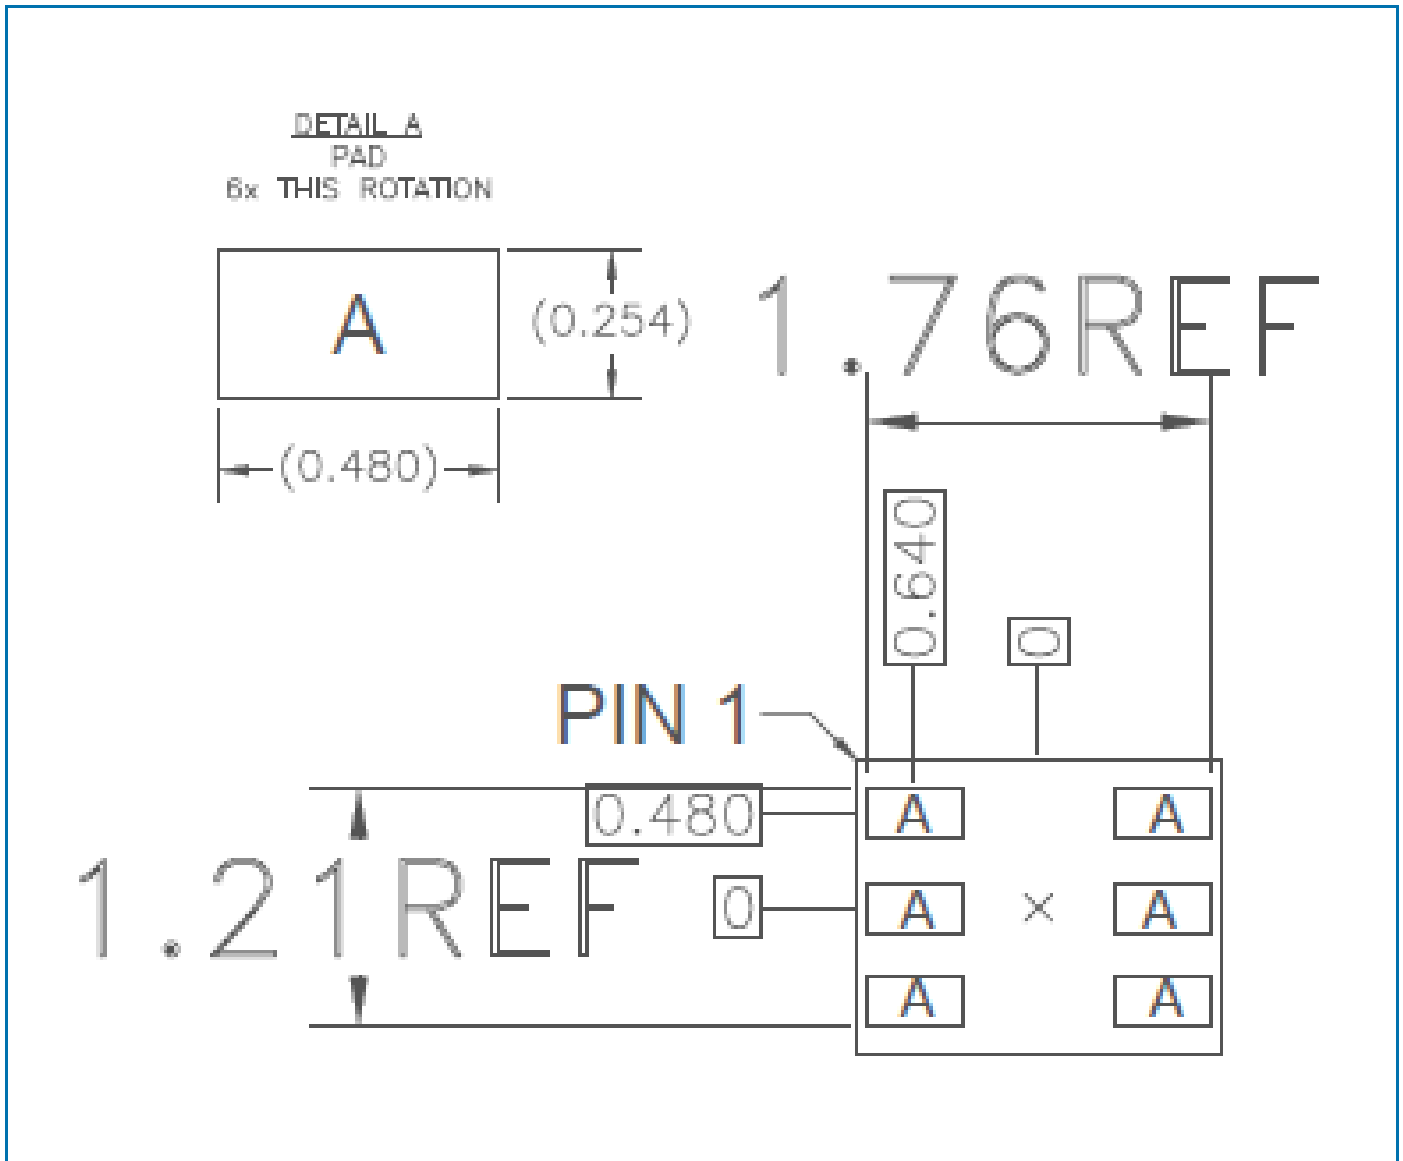 DETAIL A
PAD
6x THIS ROTATION
A
(0.254)
(0.480)
1.76REF
0.640
0
PIN 1
0.480
1.21REF
0
A A
A A
A A